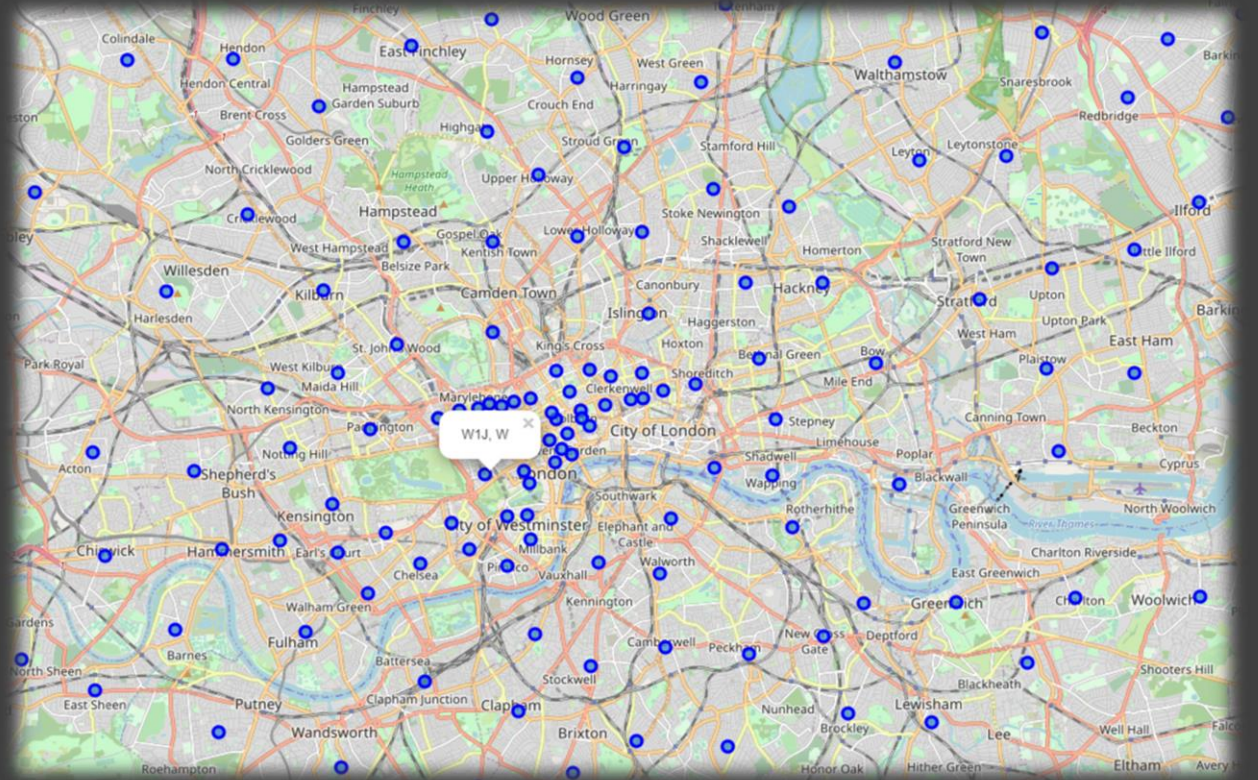 Finchley
Wood Green
Tottenham
Colindale
Hendon
East Finchley
Hornsey
West Green
Walthamstow
Snaresbrook
Hendon Central
Hampstead
Garden Suburb
Harringay
Crouch End
Brent Cross
Redbridge
Golders Green
Stroud Green
Stamford Hill
Leyton
Leytonstone
North Cricklewood
Hampstead
Heath
Upper Holloway
Hampstead
Cricklewood
Stoke Newington
Ilford
West Hampstead
Gospel Oak
Kentish Town
Lower Holloway
Shacklewell
Homerton
Stratford New
Town
Belsize Park
Willesden
Canonbury
Hackney
Kilburn
Camden Town
Stratford
Upton
Harlesden
Islington
Haggerston
Upton Park
St. John's Wood
King's Cross
Hoxton
West Ham
East Ham
Park Royal
West Kilburn
Maida Hill
Bethnal Green
Bow
Plaistow
Shoreditch
Clerkenwell
Mile End
North Kensington
Paddington
City of London
Stepney
Canning Town
Beckton
W1J, W
×
Notting Hill
Limehouse
Poplar
Acton
Shadwell
Cyprus
Shepherd's
Bush
Wapping
Blackwall
Southwark
Rotherhithe
Greenwich
Peninsula
North Woolwich
River Thames
Kensington
City of Westminster
Elephant and
Castle
Chiswick
Hammersmith
Earl's Court
Millbank
Charlton Riverside
Chelsea
Pimlico
Vauxhall
Walworth
East Greenwich
Walham Green
Kennington
Greenwich
Charlton
Woolwich
Gardens
Fulham
Camberwell
Peckham
New Cross
Gate
Deptford
Barnes
Battersea
North Sheen
Stockwell
Blackheath
Shooters Hill
East Sheen
Putney
Clapham Junction
Clapham
Nunhead
Brockley
Lewisham
Wandsworth
Brixton
Lee
Well Hall
Roehampton
Honor Oak
Hither Green
Eltham